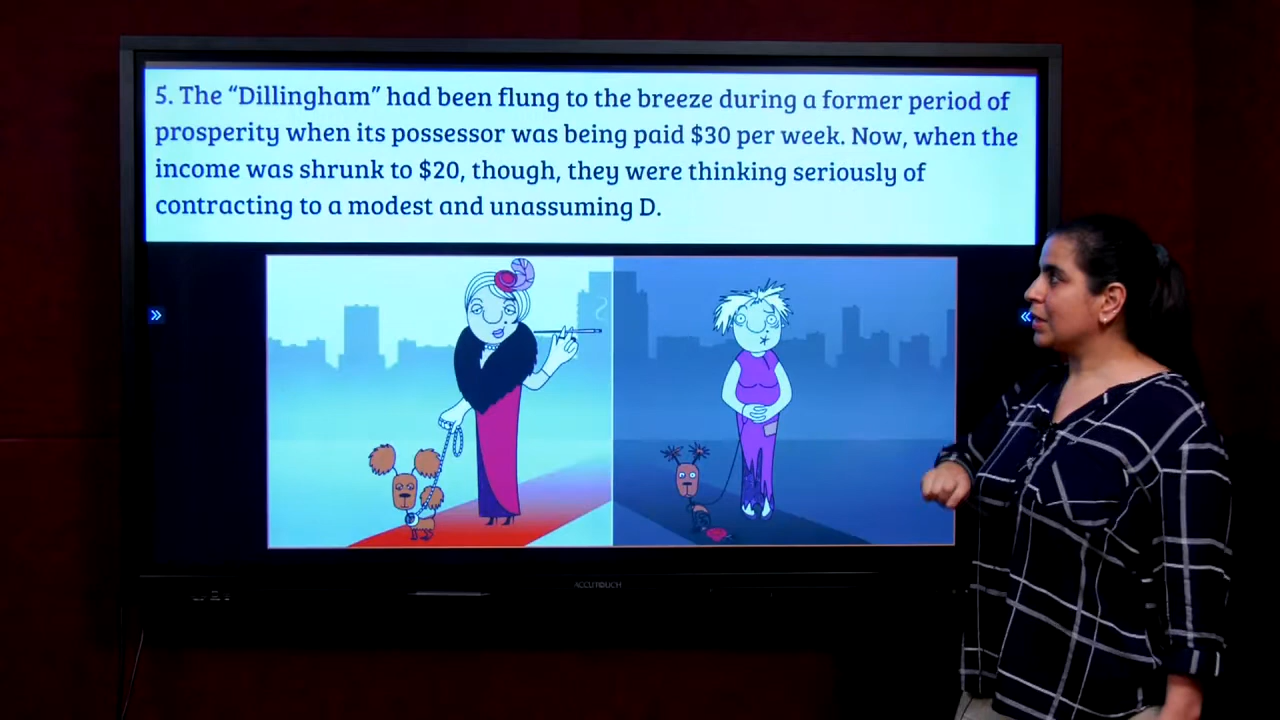 5. The “Dillingham” had been flung to the breeze during a former period of
prosperity when its possessor was being paid $30 per week. Now, when the
income was shrunk to $20, though, they were thinking seriously of
contracting to a modest and unassuming D.
ACCUTOUCH